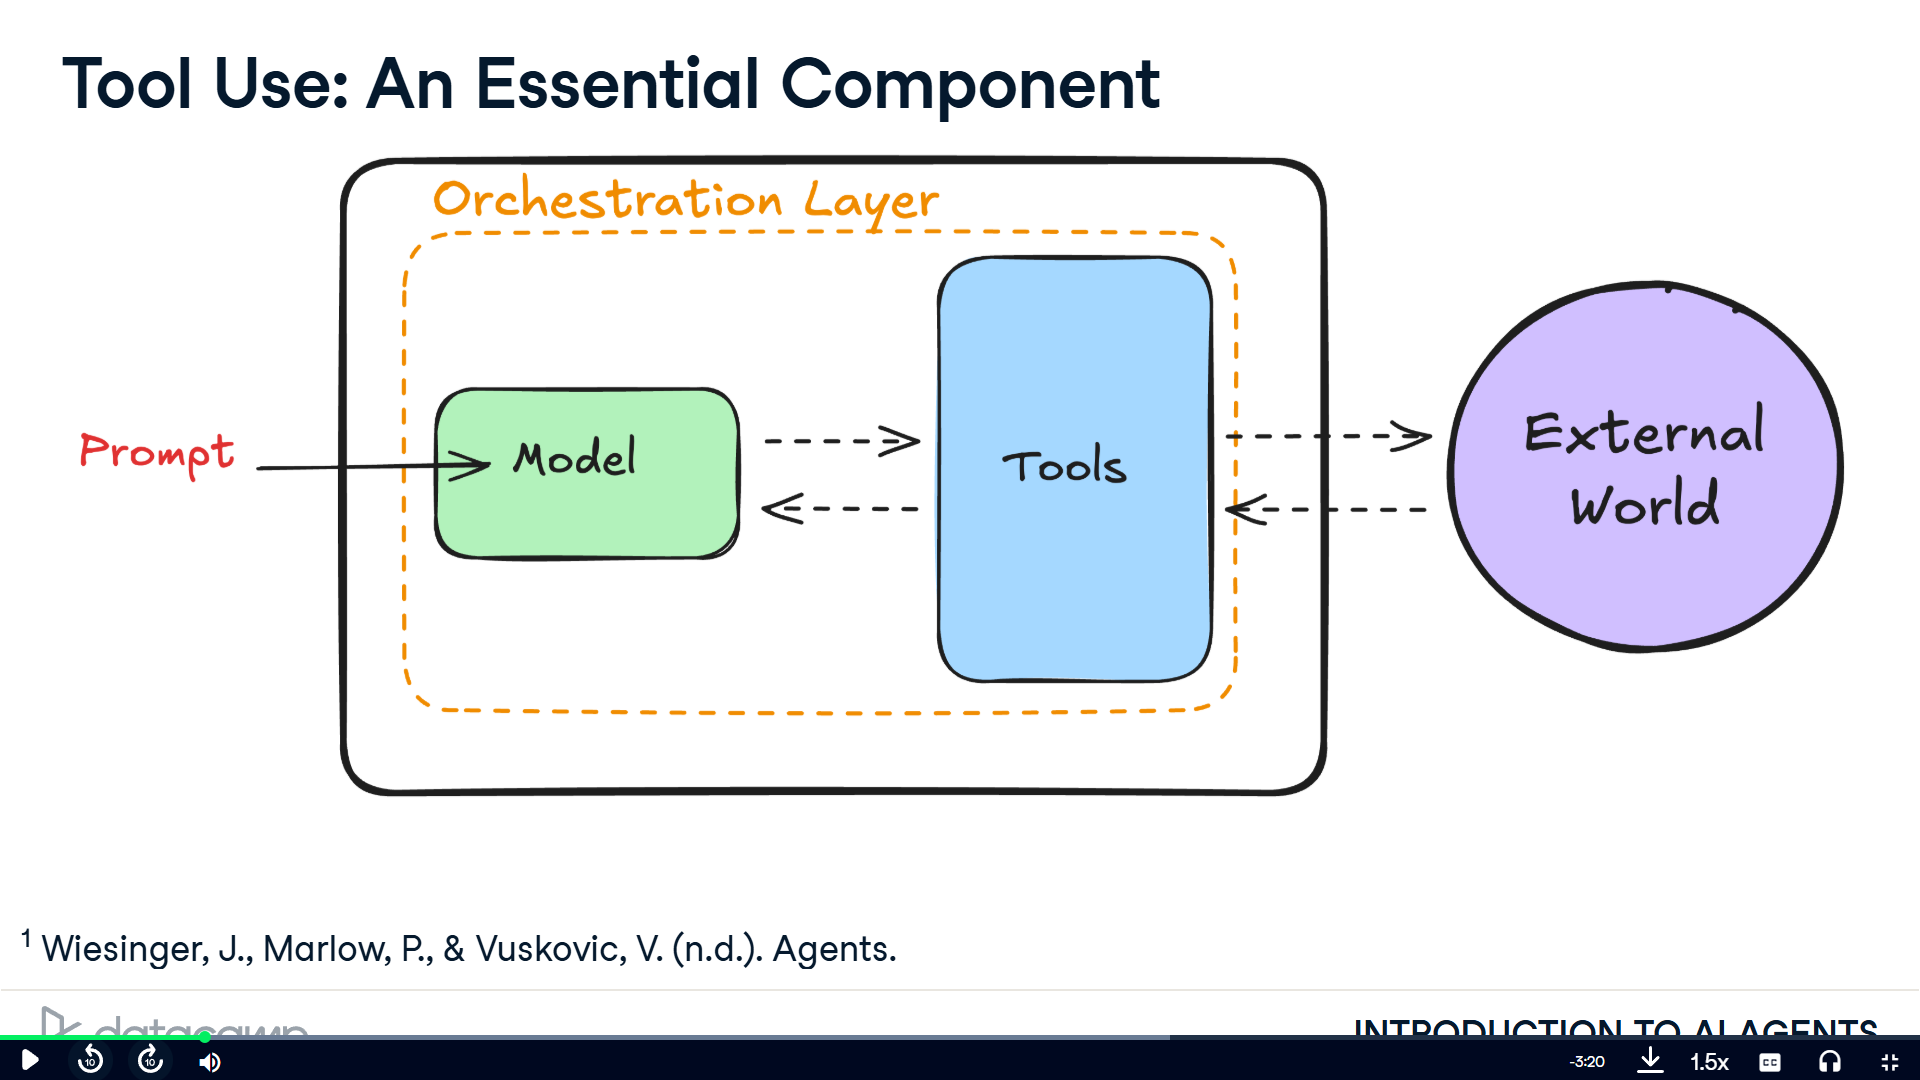 Tool Use: An Essential Component
Orchestration Layer
Prompt
Model
Tools
External
World
1 Wiesinger, J., Marlow, P., & Vuskovic, V. (n.d.). Agents.
datacamp
INTRODUCTION TO AI AGENTS
10
10
-3:20
1.5x
CC